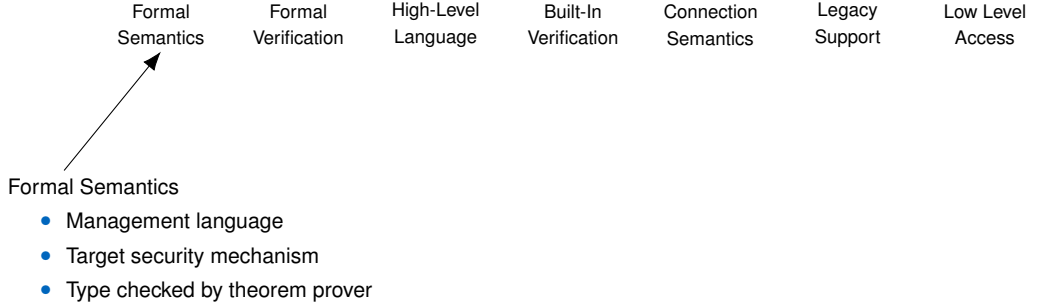 Formal Formal High-Level Built-In Connection Legacy Low Level
Semantics Verification Language Verification Semantics Support Access
Formal Semantics
• Management language
• Target security mechanism
• Type checked by theorem prover